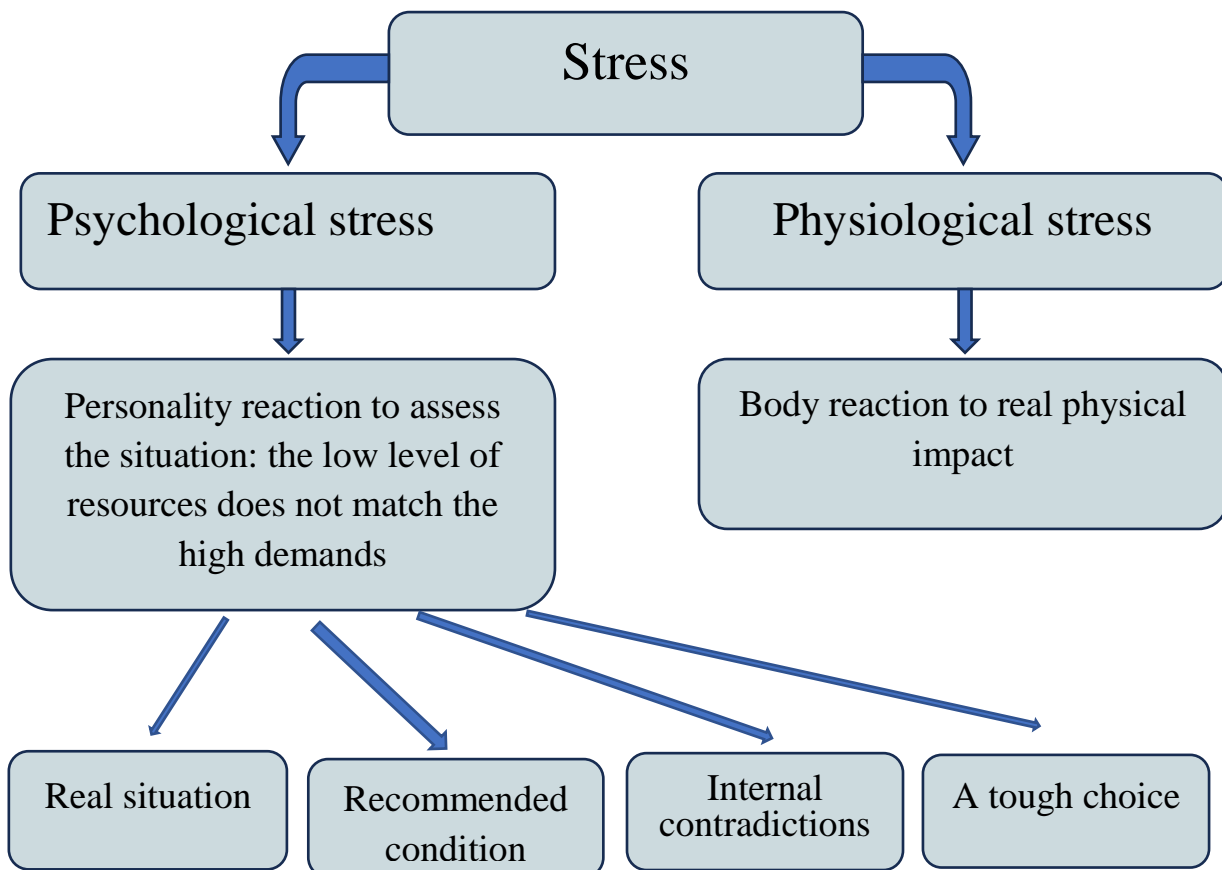 Stress
Psychological stress
Physiological stress
Personality reaction to assess
the situation: the low level of
resources does not match the
high demands
Body reaction to real physical
impact
Real situation
Recommended
condition
Internal
contradictions
A tough choice